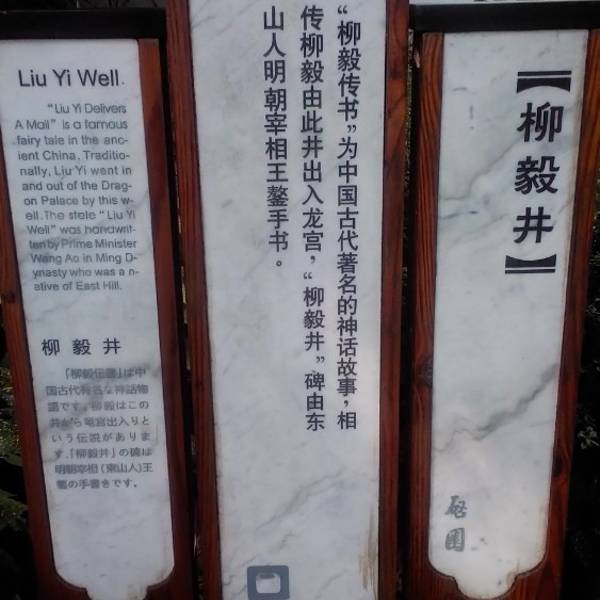 【柳毅井】
启園
“柳毅传书”为中国古代著名的神话故事，相
传柳毅由此井出入龙宫，“柳毅井”碑由东
山人明朝宰相王鏊手书。
Liu Yi Well.
"Liu Yi Delivers
A Mail" is a famous
fairy tale in the anc-
ient China. Traditio-
nally, Liu Yi went in
and out of the Drag-
on Palace by this w-
ell. The stele "Liu Yi
Well" was handwrit-
ten by Prime Minister
Wang Ao in Ming D-
ynasty who was a n-
ative of East Hill.
柳毅井
「柳毅伝書」は中
国古代有名な神話物
語です。柳毅はこの
井から竜宮出入りと
いう伝説がありま
す.「柳毅井」の碑は
明朝宰相(東山人)王
鏊の手書きです。